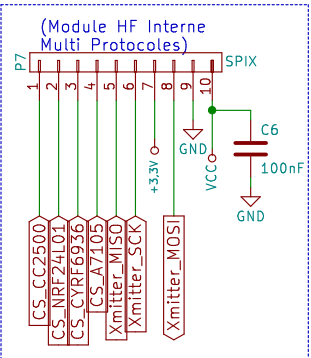 (Module HF Interne
Multi Protocoles)
P7
SPIX
1
2
3
4
5
6
7
8
9
10
C6
100nF
GND
GND
+3,3V
VCC
CS_CC2500
CS_NRF24L01
CS_CYRF6936
CS_A7105
Xmitter_MISO
Xmitter_SCK
Xmitter_MOSI